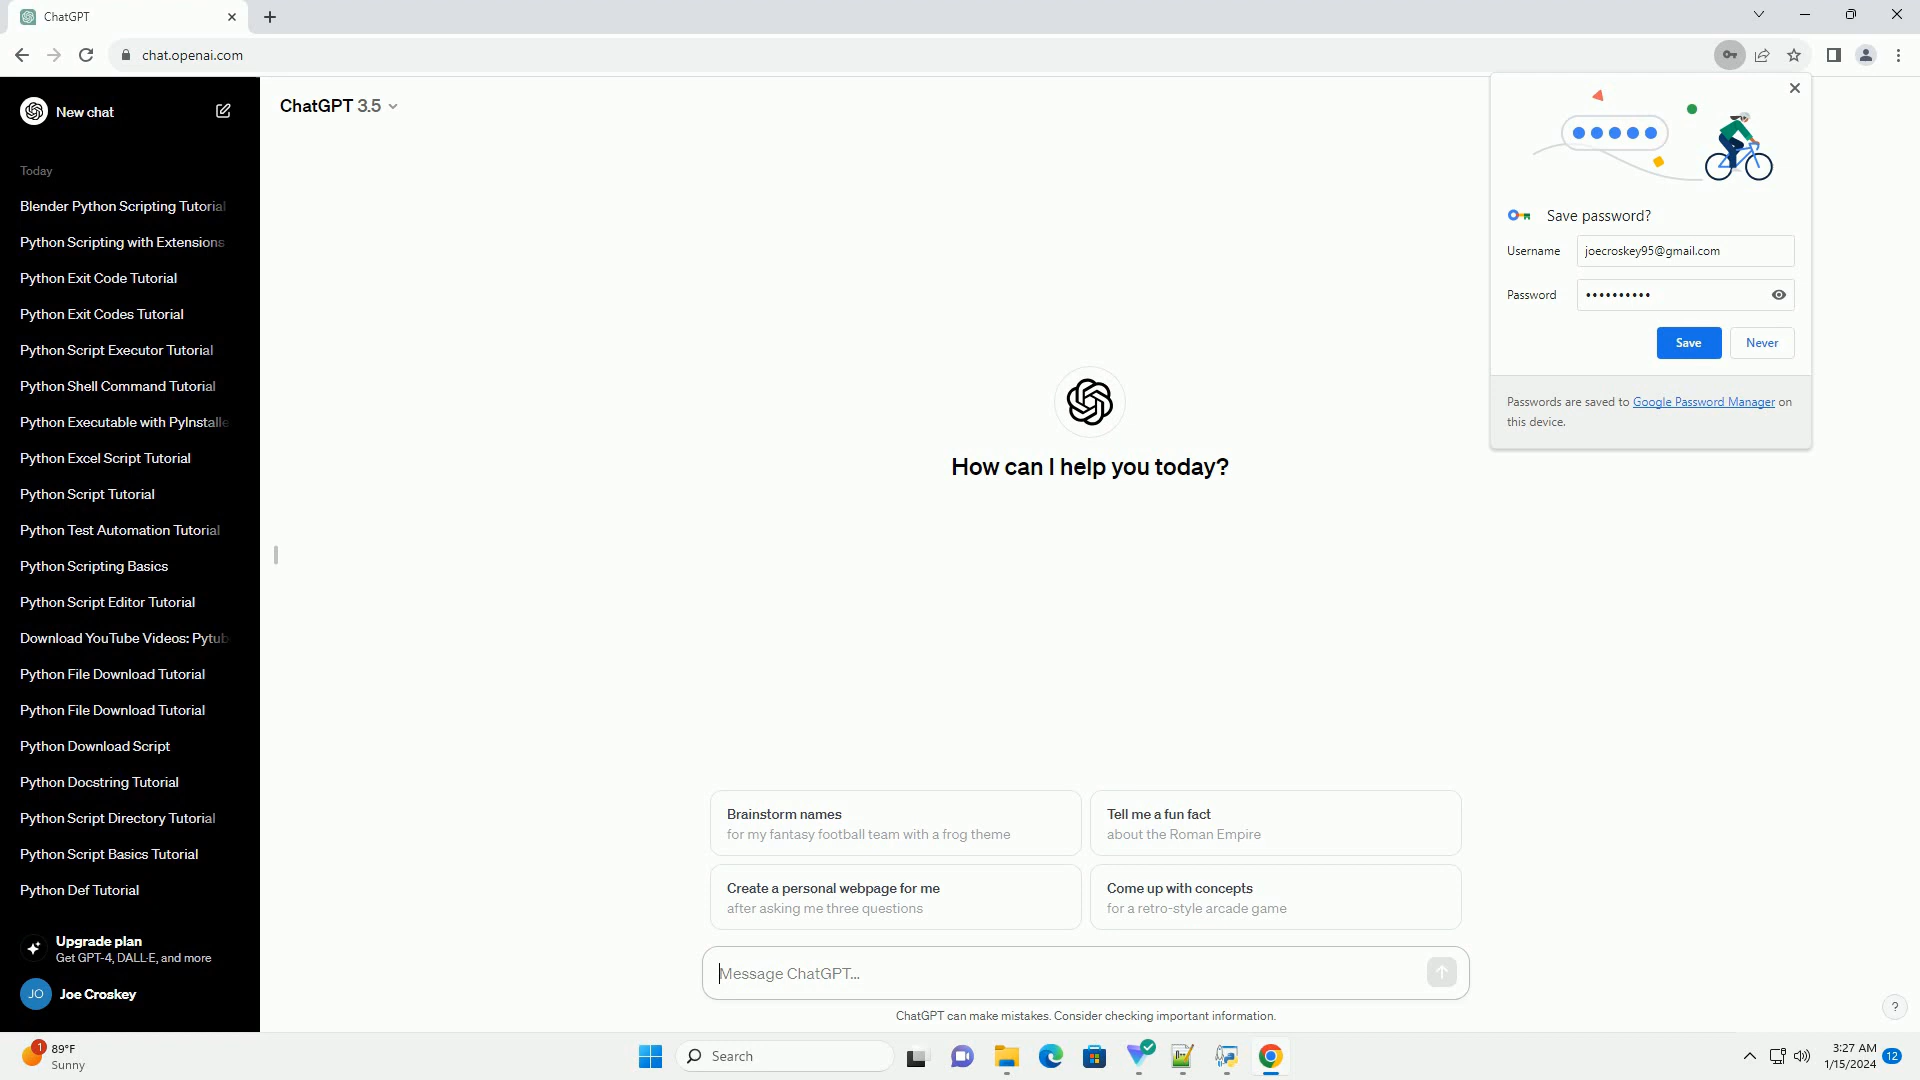 ChatGPT
chat.openai.com
New chat
ChatGPT 3.5
Today
Blender Python Scripting Tutorial
Python Scripting with Extensions
Python Exit Code Tutorial
Python Exit Codes Tutorial
Python Script Executor Tutorial
Python Shell Command Tutorial
Python Executable with PyInstalle
Python Excel Script Tutorial
Python Script Tutorial
Python Test Automation Tutorial
Python Scripting Basics
Python Script Editor Tutorial
Download YouTube Videos: Pytub
Python File Download Tutorial
Python File Download Tutorial
Python Download Script
Python Docstring Tutorial
Python Script Directory Tutorial
Python Script Basics Tutorial
Python Def Tutorial
Upgrade plan
Get GPT-4, DALL·E, and more
JO Joe Croskey
Save password?
Username joecroskey95@gmail.com
Password ••••••••••
Save Never
Passwords are saved to Google Password Manager on
this device.
How can I help you today?
Brainstorm names
for my fantasy football team with a frog theme
Tell me a fun fact
about the Roman Empire
Create a personal webpage for me
after asking me three questions
Come up with concepts
for a retro-style arcade game
Message ChatGPT...
ChatGPT can make mistakes. Consider checking important information.
?
1
89°F
Sunny
Search
3:27 AM
1/15/2024
12